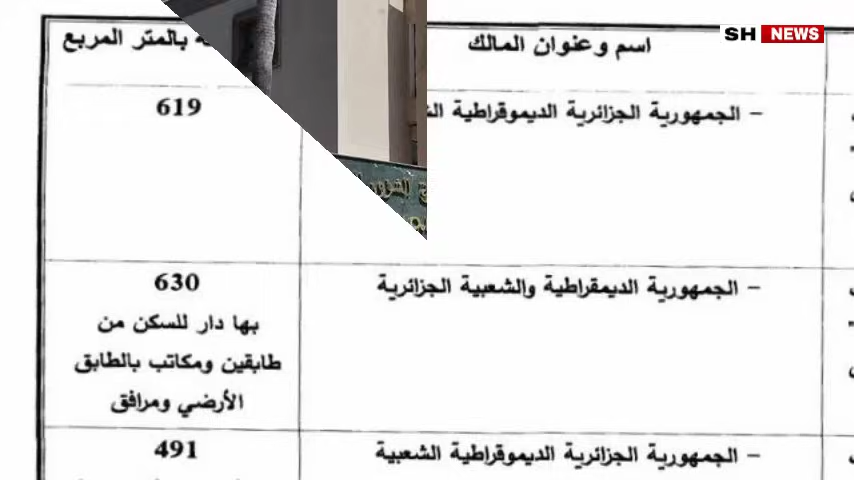 SH NEWS
اسم وعنوان المالك
بالمتر المربع
– الجمهورية الجزائرية الديموقراطية
619
– الجمهورية الديمقراطية والشعبية الجزائرية
630
بها دار للسكن من
طابقين ومكاتب بالطابق
الأرضي ومرافق
– الجمهورية الجزائرية الديموقراطية الشعبية
491